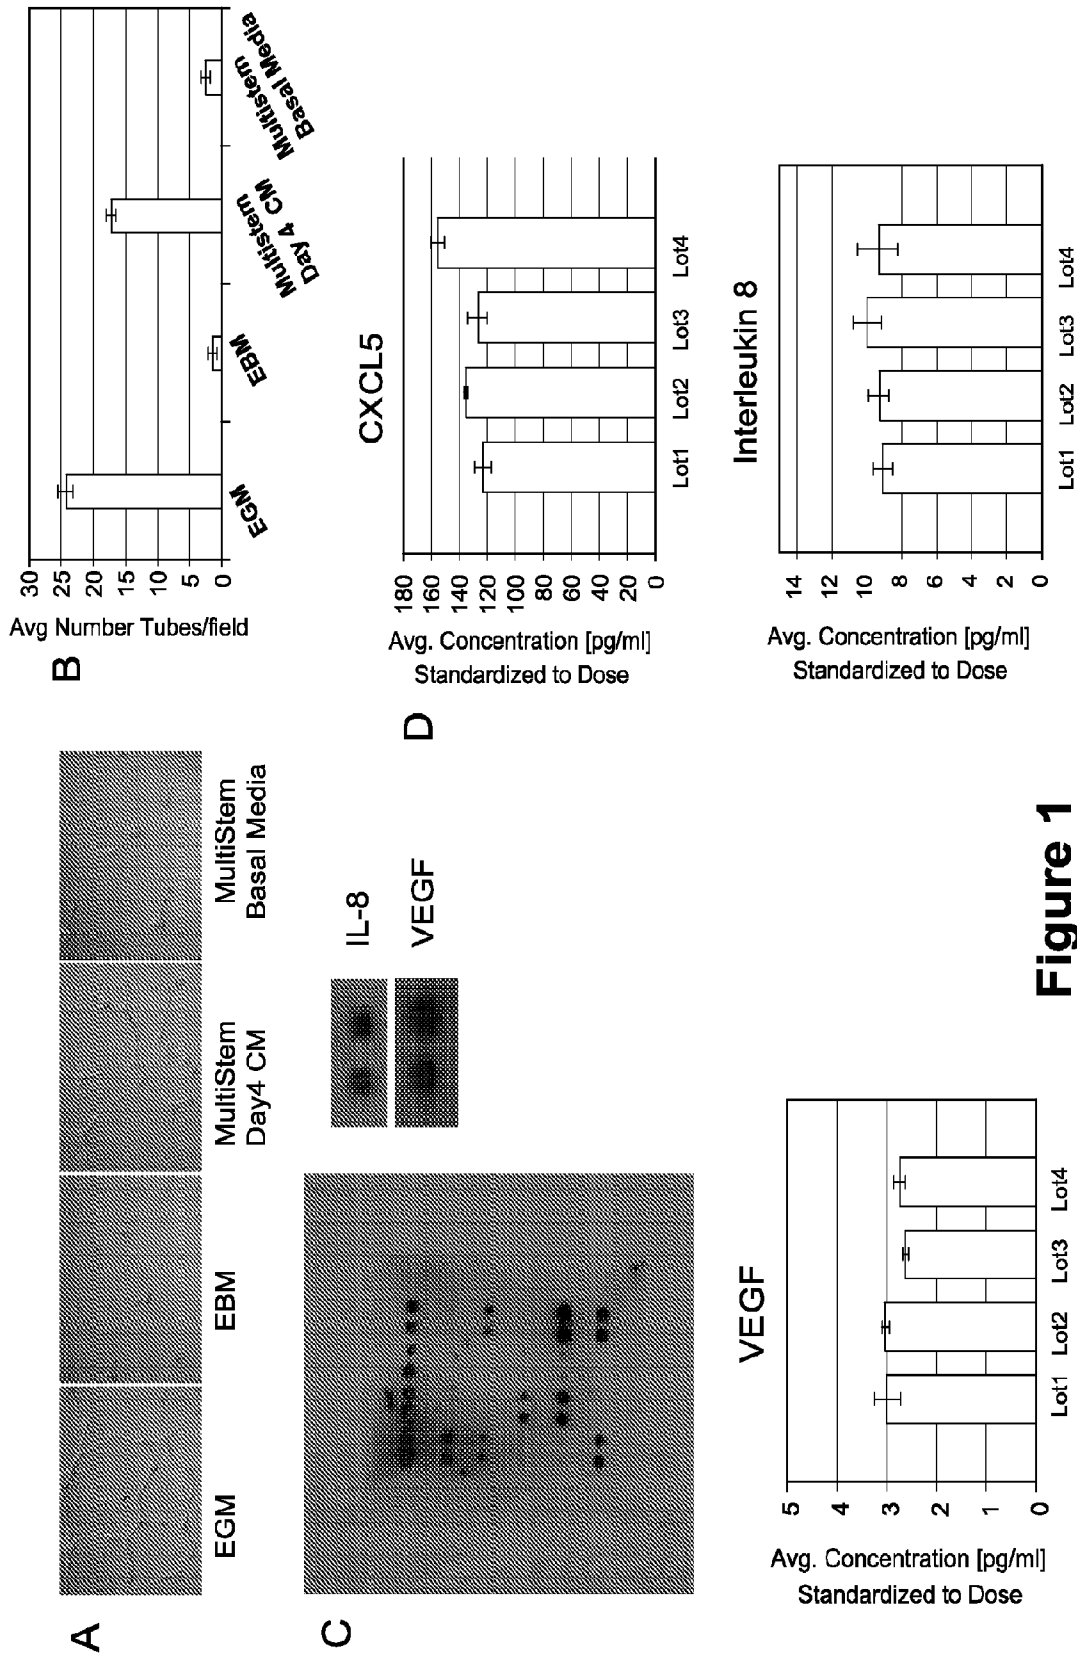 A
EGM
EBM
MultiStem
Day4 CM
MultiStem
Basal Media
B
Avg Number Tubes/field
30
25
20
15
10
5
0
EGM
EBM
Multistem
Day 4 CM
Multistem
Basal Media
C
IL-8
VEGF
D
CXCL5
Avg. Concentration [pg/ml]
Standardized to Dose
180
160
140
120
100
80
60
40
20
0
Lot1
Lot2
Lot3
Lot4
VEGF
Avg. Concentration [pg/ml]
Standardized to Dose
5
4
3
2
1
0
Lot1
Lot2
Lot3
Lot4
Interleukin 8
Avg. Concentration [pg/ml]
Standardized to Dose
14
12
10
8
6
4
2
0
Lot1
Lot2
Lot3
Lot4
Figure 1